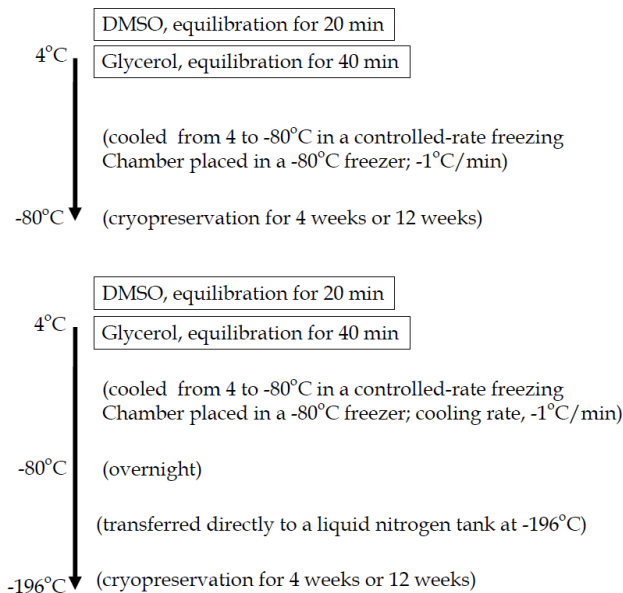 DMSO, equilibration for 20 min
4°C
Glycerol, equilibration for 40 min
(cooled from 4 to -80°C in a controlled-rate freezing
Chamber placed in a -80°C freezer; -1°C/min)
-80°C
(cryopreservation for 4 weeks or 12 weeks)
DMSO, equilibration for 20 min
4°C
Glycerol, equilibration for 40 min
(cooled from 4 to -80°C in a controlled-rate freezing
Chamber placed in a -80°C freezer; cooling rate, -1°C/min)
-80°C
(overnight)
(transferred directly to a liquid nitrogen tank at -196°C)
-196°C
(cryopreservation for 4 weeks or 12 weeks)